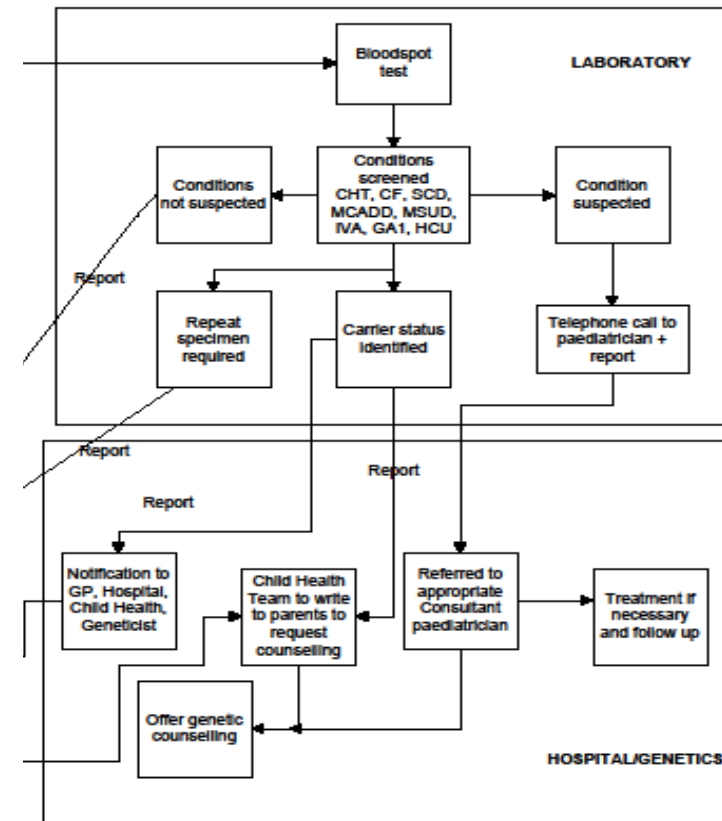 Bloodspot
test
LABORATORY
Conditions
not suspected
Conditions
screened
CHT, CF, SCD,
MCADD, MSUD,
IVA, GA1, HCU
Condition
suspected
Report
Repeat
specimen
required
Carrier status
identified
Telephone call to
paediatrician +
report
Report
Report
Report
Notification to
GP, Hospital,
Child Health,
Geneticist
Child Health
Team to write
to parents to
request
counselling
Referred to
appropriate
Consultant
paediatrician
Treatment if
necessary
and follow up
Offer genetic
counselling
HOSPITAL/GENETICS